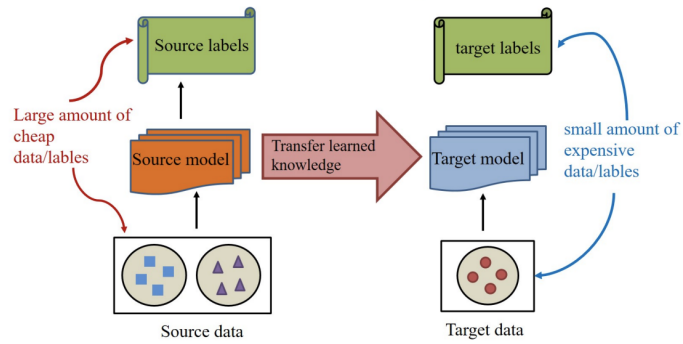 Source labels
target labels
Large amount of
cheap
data/lables
Source model
Transfer learned
knowledge
Target model
small amount of
expensive
data/lables
Source data
Target data